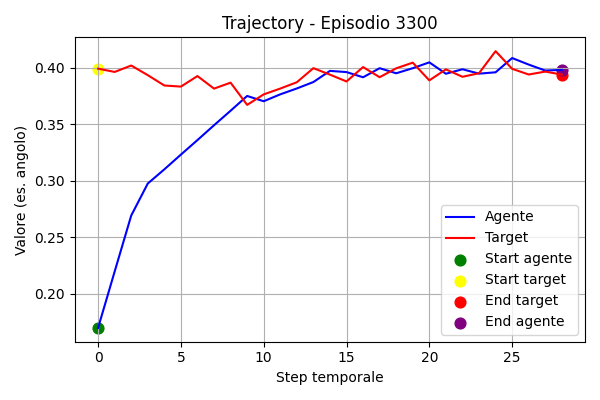 Trajectory - Episodio 3300
Valore (es. angolo)
0.40
0.35
0.30
0.25
0.20
0
5
10
15
20
25
Step temporale
Agente
Target
Start agente
Start target
End target
End agente